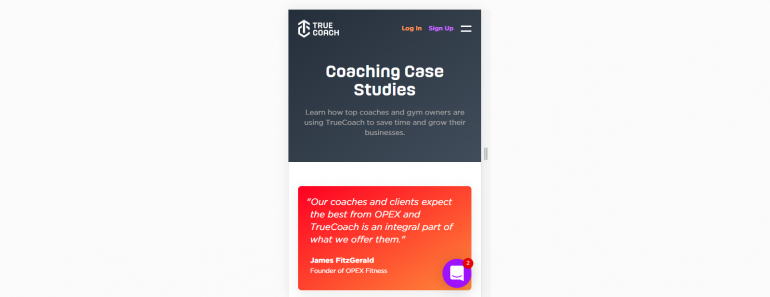 TRUE
COACH
Log In
Sign Up
Coaching Case
Studies
Learn how top coaches and gym owners are
using TrueCoach to save time and grow their
businesses.
"Our coaches and clients expect
the best from OPEX and
TrueCoach is an integral part of
what we offer them."
James FitzGerald
Founder of OPEX Fitness
2